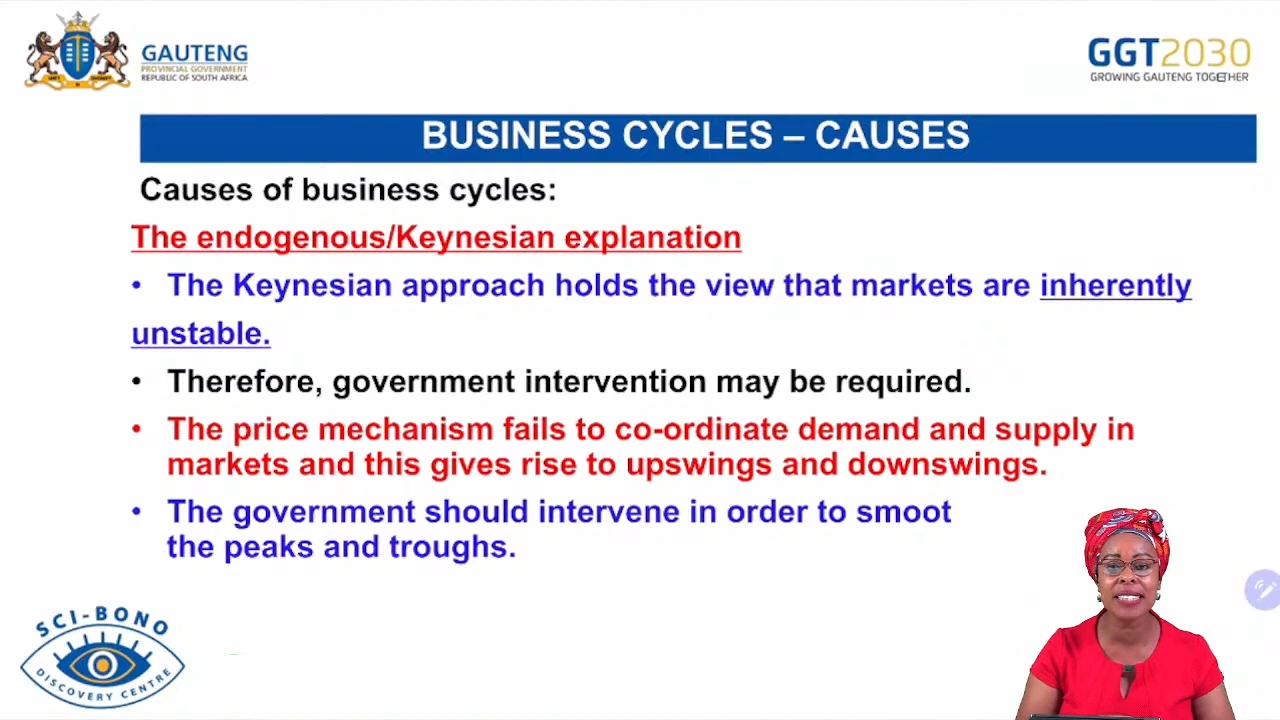 GAUTENG
PROVINCIAL GOVERNMENT
REPUBLIC OF SOUTH AFRICA
GGT2030
GROWING GAUTENG TOGETHER
BUSINESS CYCLES – CAUSES
Causes of business cycles:
The endogenous/Keynesian explanation
• The Keynesian approach holds the view that markets are inherently
unstable.
• Therefore, government intervention may be required.
• The price mechanism fails to co-ordinate demand and supply in
markets and this gives rise to upswings and downswings.
• The government should intervene in order to smoot
the peaks and troughs.
SCI-BONO
DISCOVERY CENTRE